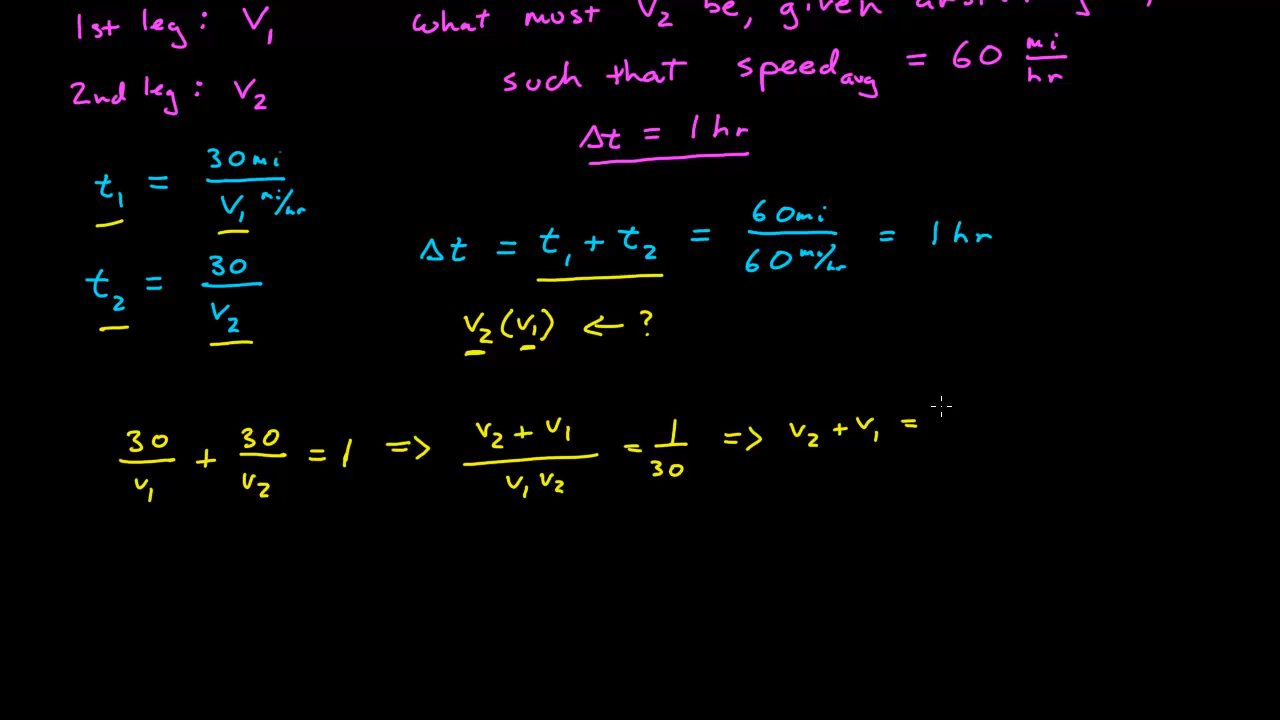 1st leg: V₁
what must V₂ be, given
2nd leg: V₂
such that speed_avg = 60 mi/hr
Δt = 1 hr
t₁ = 30mi / V₁ mi/hr
Δt = t₁ + t₂ = 60mi / 60 mi/hr = 1 hr
t₂ = 30 / V₂
v₂(v₁) ← ?
30/v₁ + 30/v₂ = 1 => (v₂ + v₁)/(v₁ v₂) = 1/30 => v₂ + v₁ =